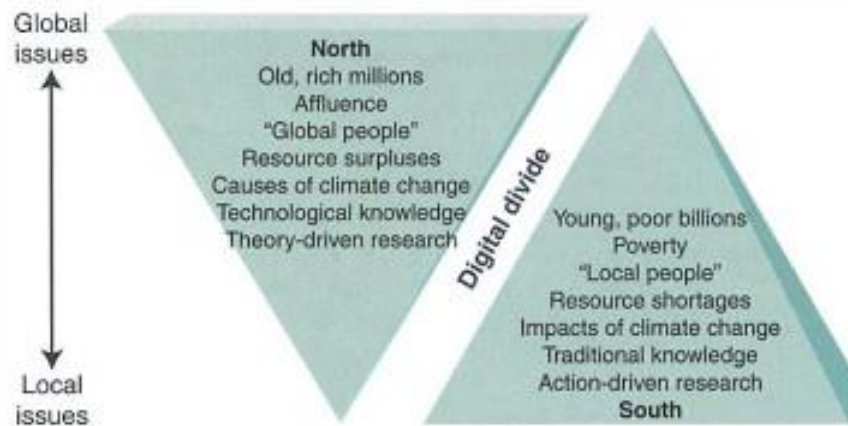 Global
issues
North
Old, rich millions
Affluence
“Global people”
Resource surpluses
Causes of climate change
Technological knowledge
Theory-driven research
Digital divide
Young, poor billions
Poverty
“Local people”
Resource shortages
Impacts of climate change
Traditional knowledge
Action-driven research
South
Local
issues